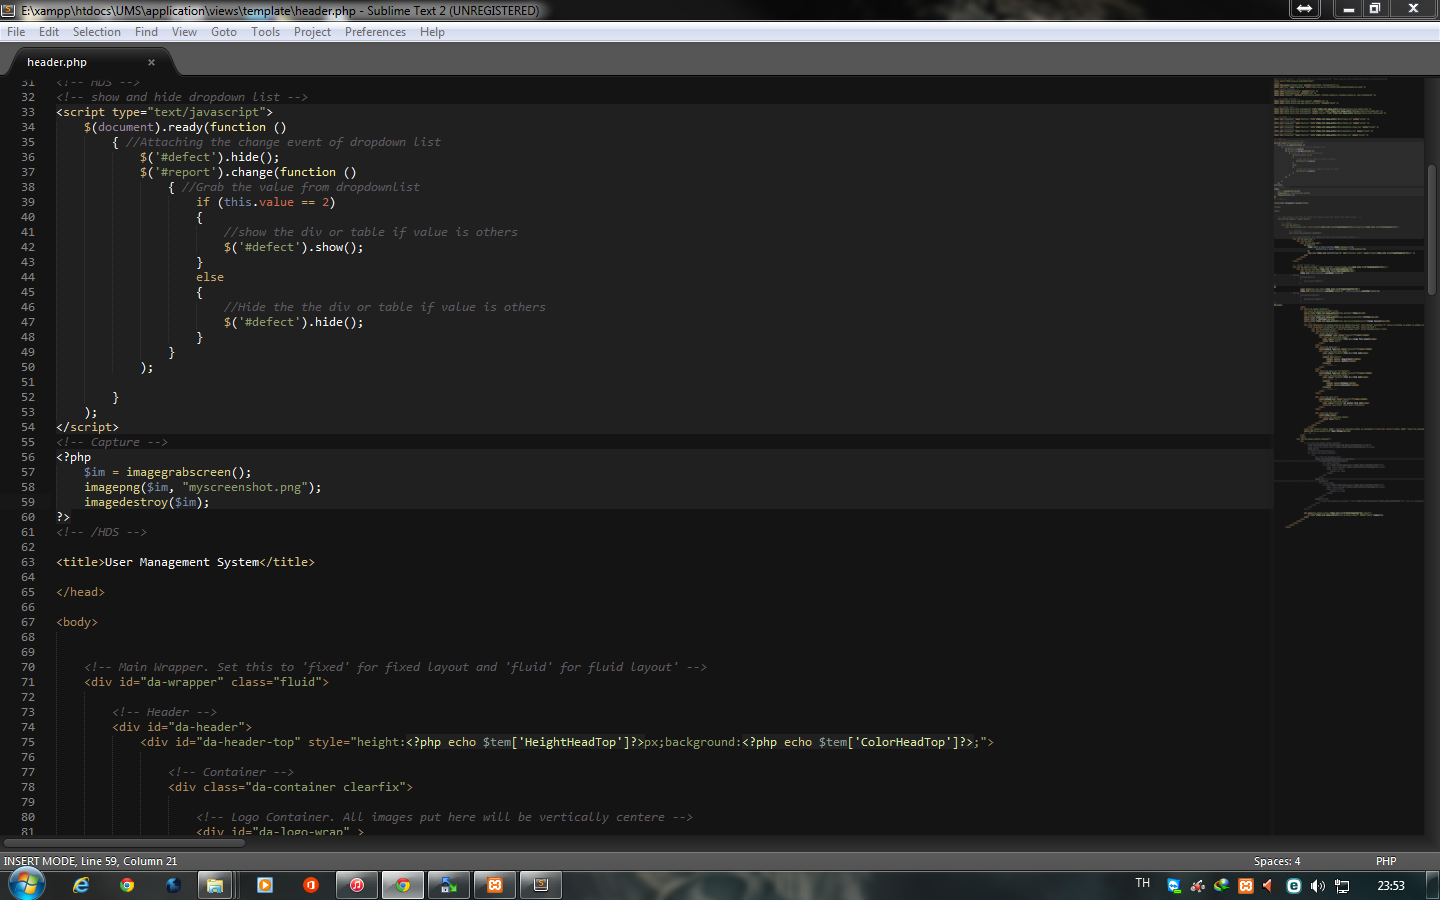 E:\xampp\htdocs\UMS\application\views\template\header.php - Sublime Text 2 (UNREGISTERED)
File Edit Selection Find View Goto Tools Project Preferences Help
header.php ×
31 <!-- HDS -->
32 <!-- show and hide dropdown list -->
33 <script type="text/javascript">
34 $(document).ready(function ()
35 { //Attaching the change event of dropdown list
36 $('#defect').hide();
37 $('#report').change(function ()
38 { //Grab the value from dropdownlist
39 if (this.value == 2)
40 {
41 //show the div or table if value is others
42 $('#defect').show();
43 }
44 else
45 {
46 //Hide the the div or table if value is others
47 $('#defect').hide();
48 }
49 }
50 );
51
52 }
53 );
54 </script>
55 <!-- Capture -->
56 <?php
57 $im = imagegrabscreen();
58 imagepng($im, "myscreenshot.png");
59 imagedestroy($im);
60 ?>
61 <!-- /HDS -->
62
63 <title>User Management System</title>
64
65 </head>
66
67 <body>
68
69
70 <!-- Main Wrapper. Set this to 'fixed' for fixed layout and 'fluid' for fluid layout' -->
71 <div id="da-wrapper" class="fluid">
72
73 <!-- Header -->
74 <div id="da-header">
75 <div id="da-header-top" style="height:<?php echo $tem['HeightHeadTop']?>px;background:<?php echo $tem['ColorHeadTop']?>;">
76
77 <!-- Container -->
78 <div class="da-container clearfix">
79
80 <!-- Logo Container. All images put here will be vertically centere -->
81 <div id="da-logo-wrap" >
INSERT MODE, Line 59, Column 21 Spaces: 4 PHP
TH 23:53